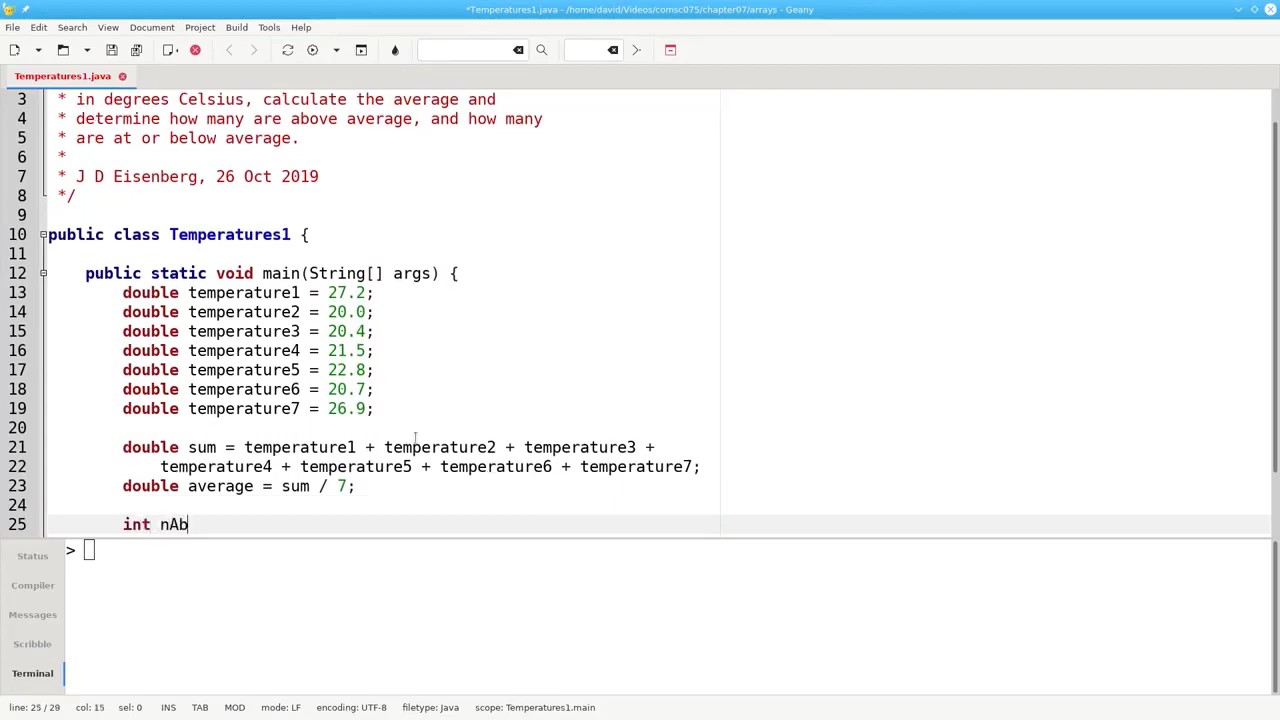 *Temperatures1.java - /home/david/Videos/comsc075/chapter07/arrays - Geany
File Edit Search View Document Project Build Tools Help
Temperatures1.java
3 * in degrees Celsius, calculate the average and
4 * determine how many are above average, and how many
5 * are at or below average.
6 *
7 * J D Eisenberg, 26 Oct 2019
8 */
9
10 public class Temperatures1 {
11
12 public static void main(String[] args) {
13 double temperature1 = 27.2;
14 double temperature2 = 20.0;
15 double temperature3 = 20.4;
16 double temperature4 = 21.5;
17 double temperature5 = 22.8;
18 double temperature6 = 20.7;
19 double temperature7 = 26.9;
20
21 double sum = temperature1 + temperature2 + temperature3 +
22 temperature4 + temperature5 + temperature6 + temperature7;
23 double average = sum / 7;
24
25 int nAb
>
Status
Compiler
Messages
Scribble
Terminal
line: 25 / 29 col: 15 sel: 0 INS TAB MOD mode: LF encoding: UTF-8 filetype: Java scope: Temperatures1.main